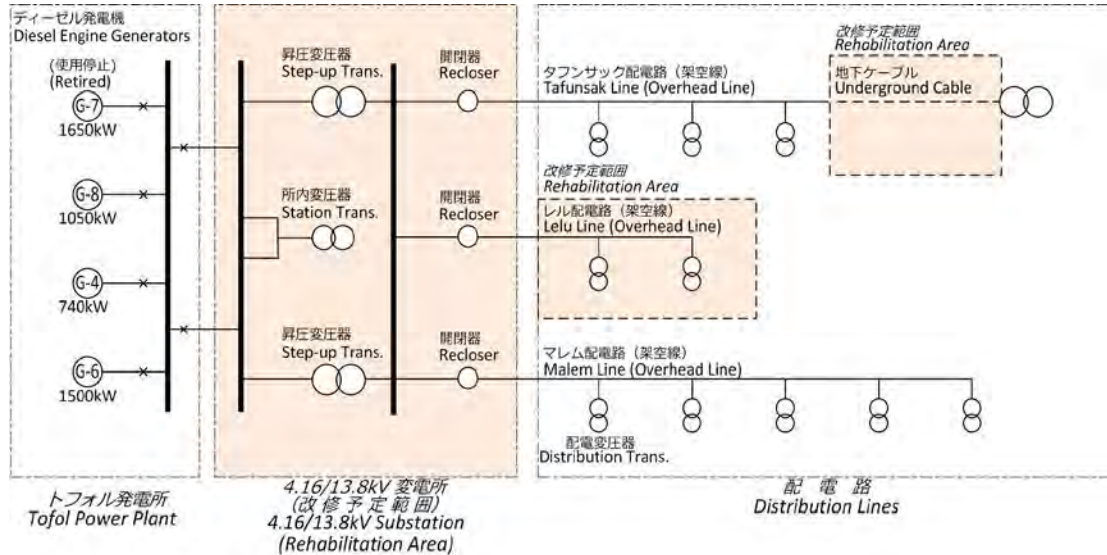 ディーゼル発電機
Diesel Engine Generators
(使用停止)
(Retired)
G-7
1650kW
G-8
1050kW
G-4
740kW
G-6
1500kW
トフォル発電所
Tofol Power Plant
昇圧変圧器
Step-up Trans.
開閉器
Recloser
所内変圧器
Station Trans.
開閉器
Recloser
昇圧変圧器
Step-up Trans.
開閉器
Recloser
4.16/13.8kV 変電所
(改修予定範囲)
4.16/13.8kV Substation
(Rehabilitation Area)
タフンサック配電路（架空線）
Tafunsak Line (Overhead Line)
改修予定範囲
Rehabilitation Area
地下ケーブル
Underground Cable
改修予定範囲
Rehabilitation Area
レル配電路（架空線）
Lelu Line (Overhead Line)
マレム配電路（架空線）
Malem Line (Overhead Line)
配電変圧器
Distribution Trans.
配 電 路
Distribution Lines